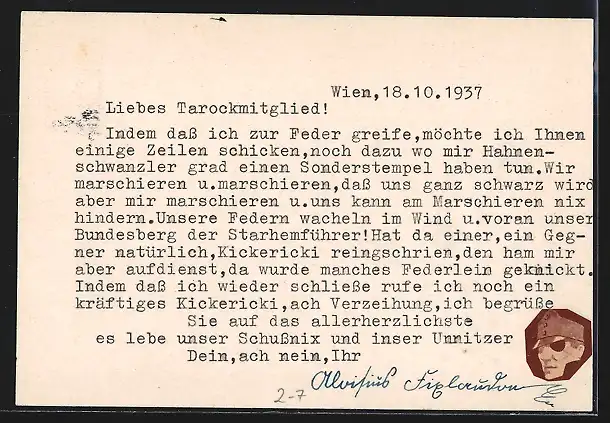 Wien,18.10.1937
Liebes Tarockmitglied!
Indem daß ich zur Feder greife,möchte ich Ihnen
einige Zeilen schicken,noch dazu wo mir Hahnen-
schwanzler grad einen Sonderstempel haben tun.Wir
marschieren u.marschieren,daß uns ganz schwarz wird
aber mir marschieren u.uns kann am Marschieren nix
hindern.Unsere Federn wacheln im Wind u.voran unser
Bundesberg der Starhemführer!Hat da einer,ein Geg-
ner natürlich,Kickericki reingschrien,den ham mir
aber aufdienst,da wurde manches Federlein geknickt.
Indem daß ich wieder schließe rufe ich noch ein
kräftiges Kickericki,ach Verzeihung,ich begrüße
Sie auf das allerherzlichste
es lebe unser Schußnix und inser Unnitzer
Dein,ach nein,Ihr
Aloisius
2-7